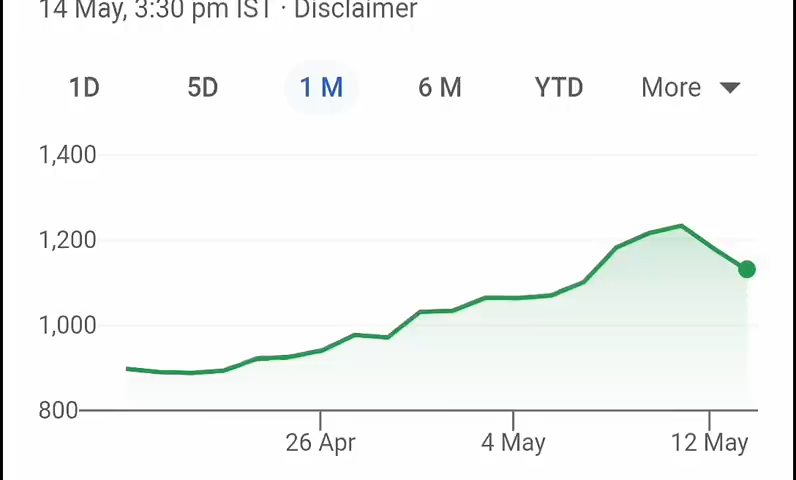 14 May, 3:30 pm IST · Disclaimer
1D 5D 1 M 6 M YTD More
1,400
1,200
1,000
800
26 Apr 4 May 12 May